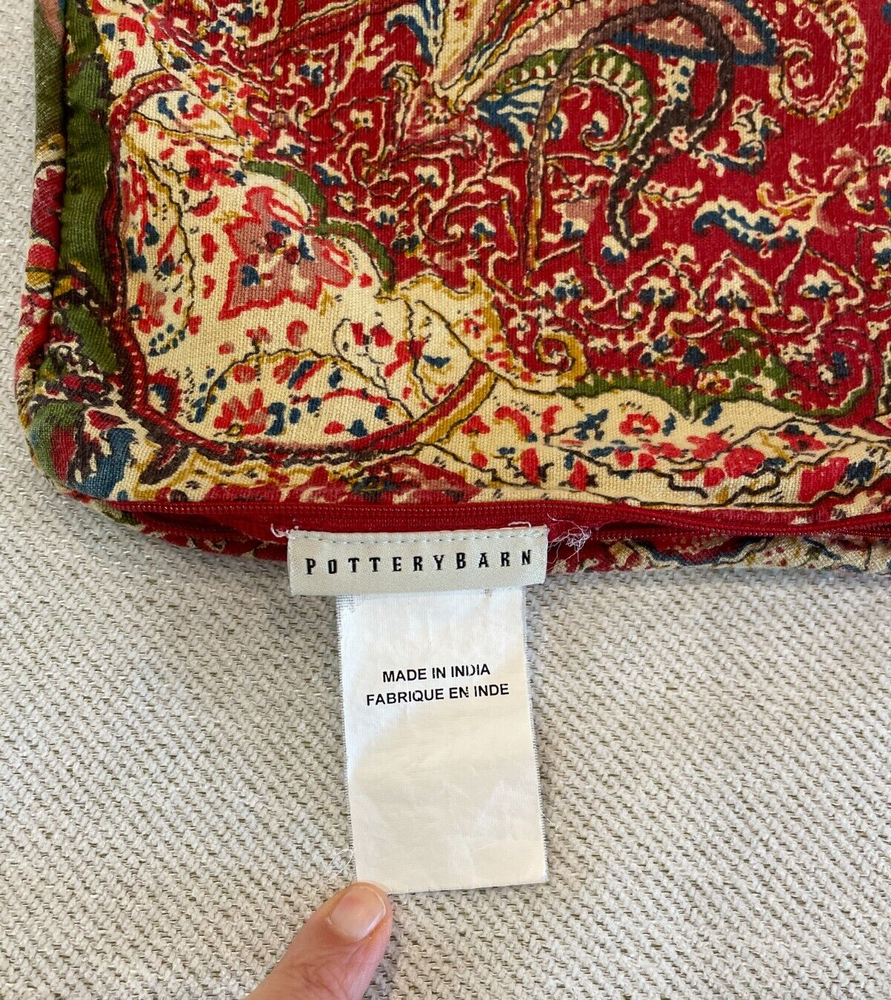 POTTERYBARN
MADE IN INDIA
FABRIQUE EN INDE